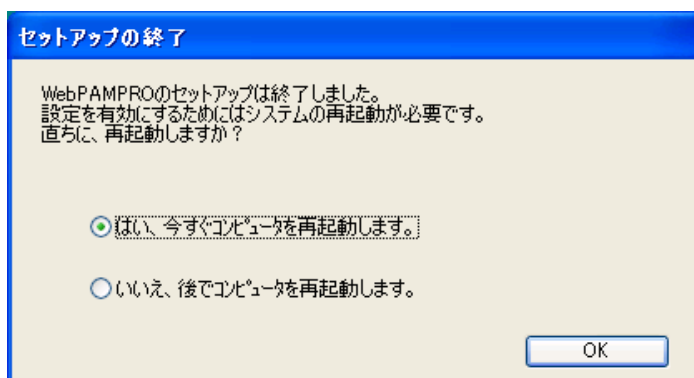 セットアップの終了
WebPAMPROのセットアップは終了しました。
設定を有効にするためにはシステムの再起動が必要です。
直ちに、再起動しますか？
はい、今すぐコンピュータを再起動します。
いいえ、後でコンピュータを再起動します。
OK